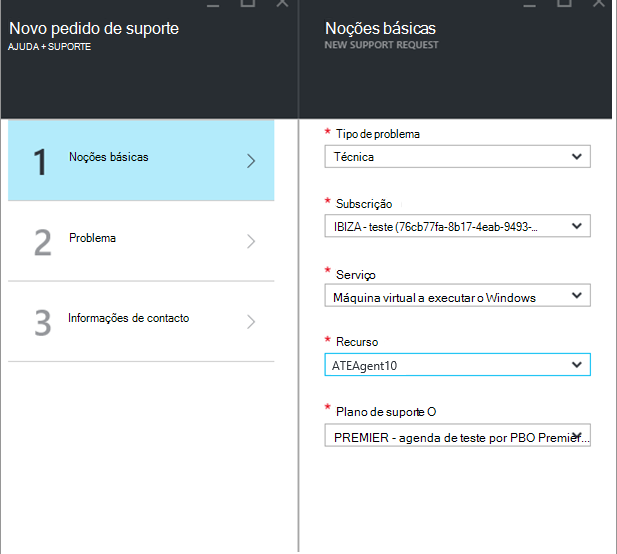 Novo pedido de suporte
AJUDA + SUPORTE
1
Noções básicas
2
Problema
3
Informações de contacto
Noções básicas
NEW SUPPORT REQUEST
* Tipo de problema
Técnica
* Subscrição
IBIZA - teste (76cb77fa-8b17-4eab-9493-...
* Serviço
Máquina virtual a executar o Windows
* Recurso
ATEAgent10
* Plano de suporte O
PREMIER - agenda de teste por PBO Premier...